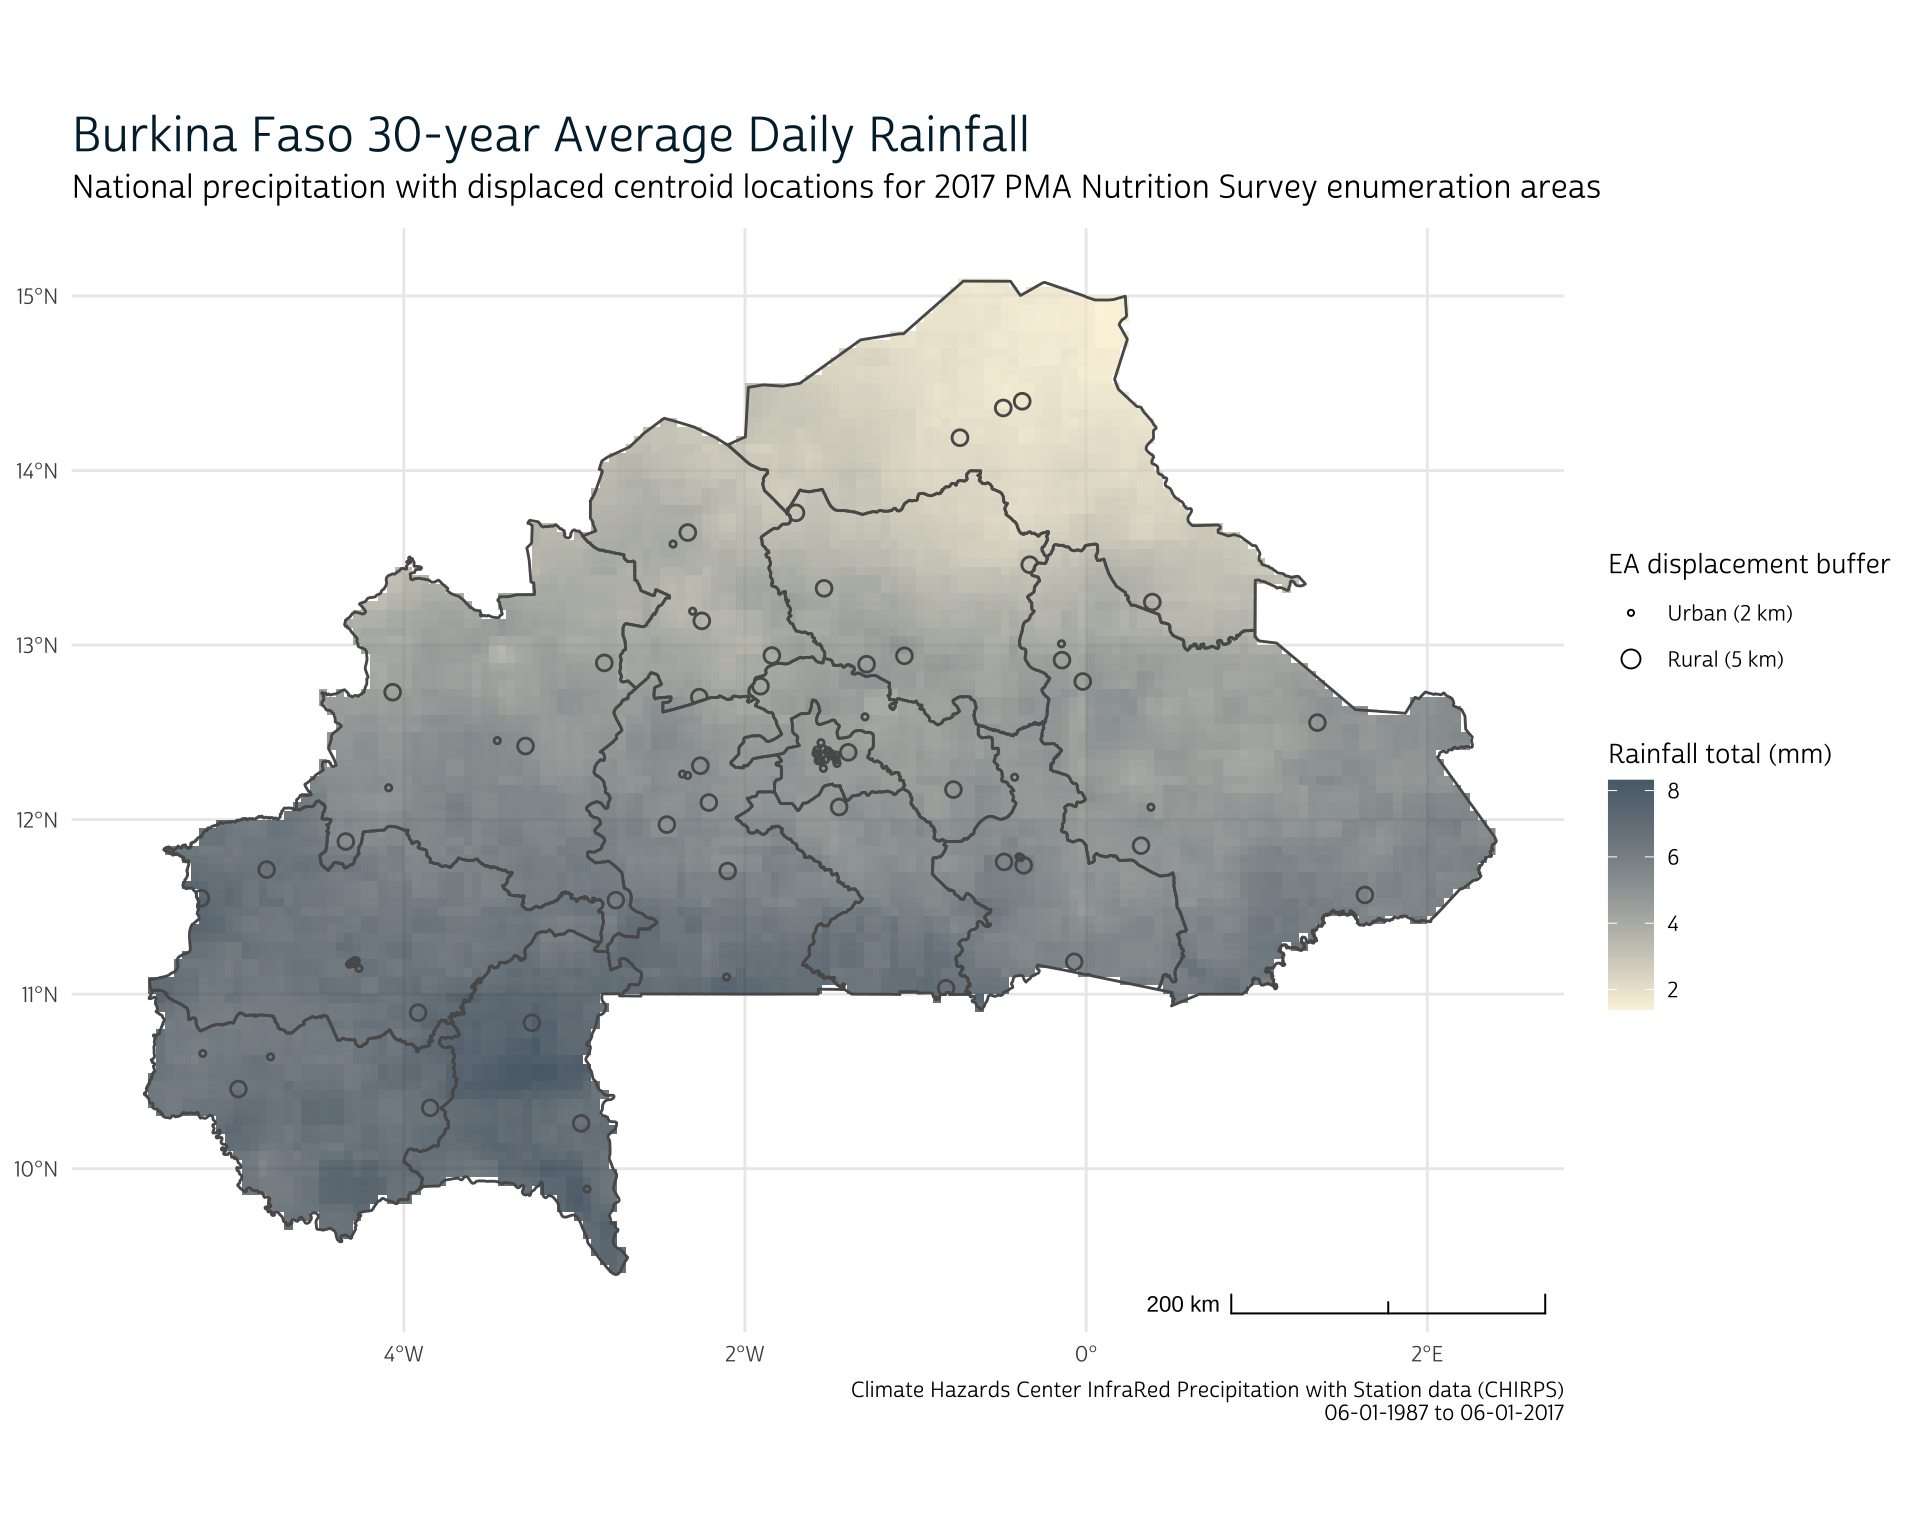 Burkina Faso 30-year Average Daily Rainfall
National precipitation with displaced centroid locations for 2017 PMA Nutrition Survey enumeration areas
15°N
14°N
13°N
12°N
11°N
10°N
4°W
2°W
0°
2°E
200 km
EA displacement buffer
Urban (2 km)
Rural (5 km)
Rainfall total (mm)
8
6
4
2
Climate Hazards Center InfraRed Precipitation with Station data (CHIRPS)
06-01-1987 to 06-01-2017